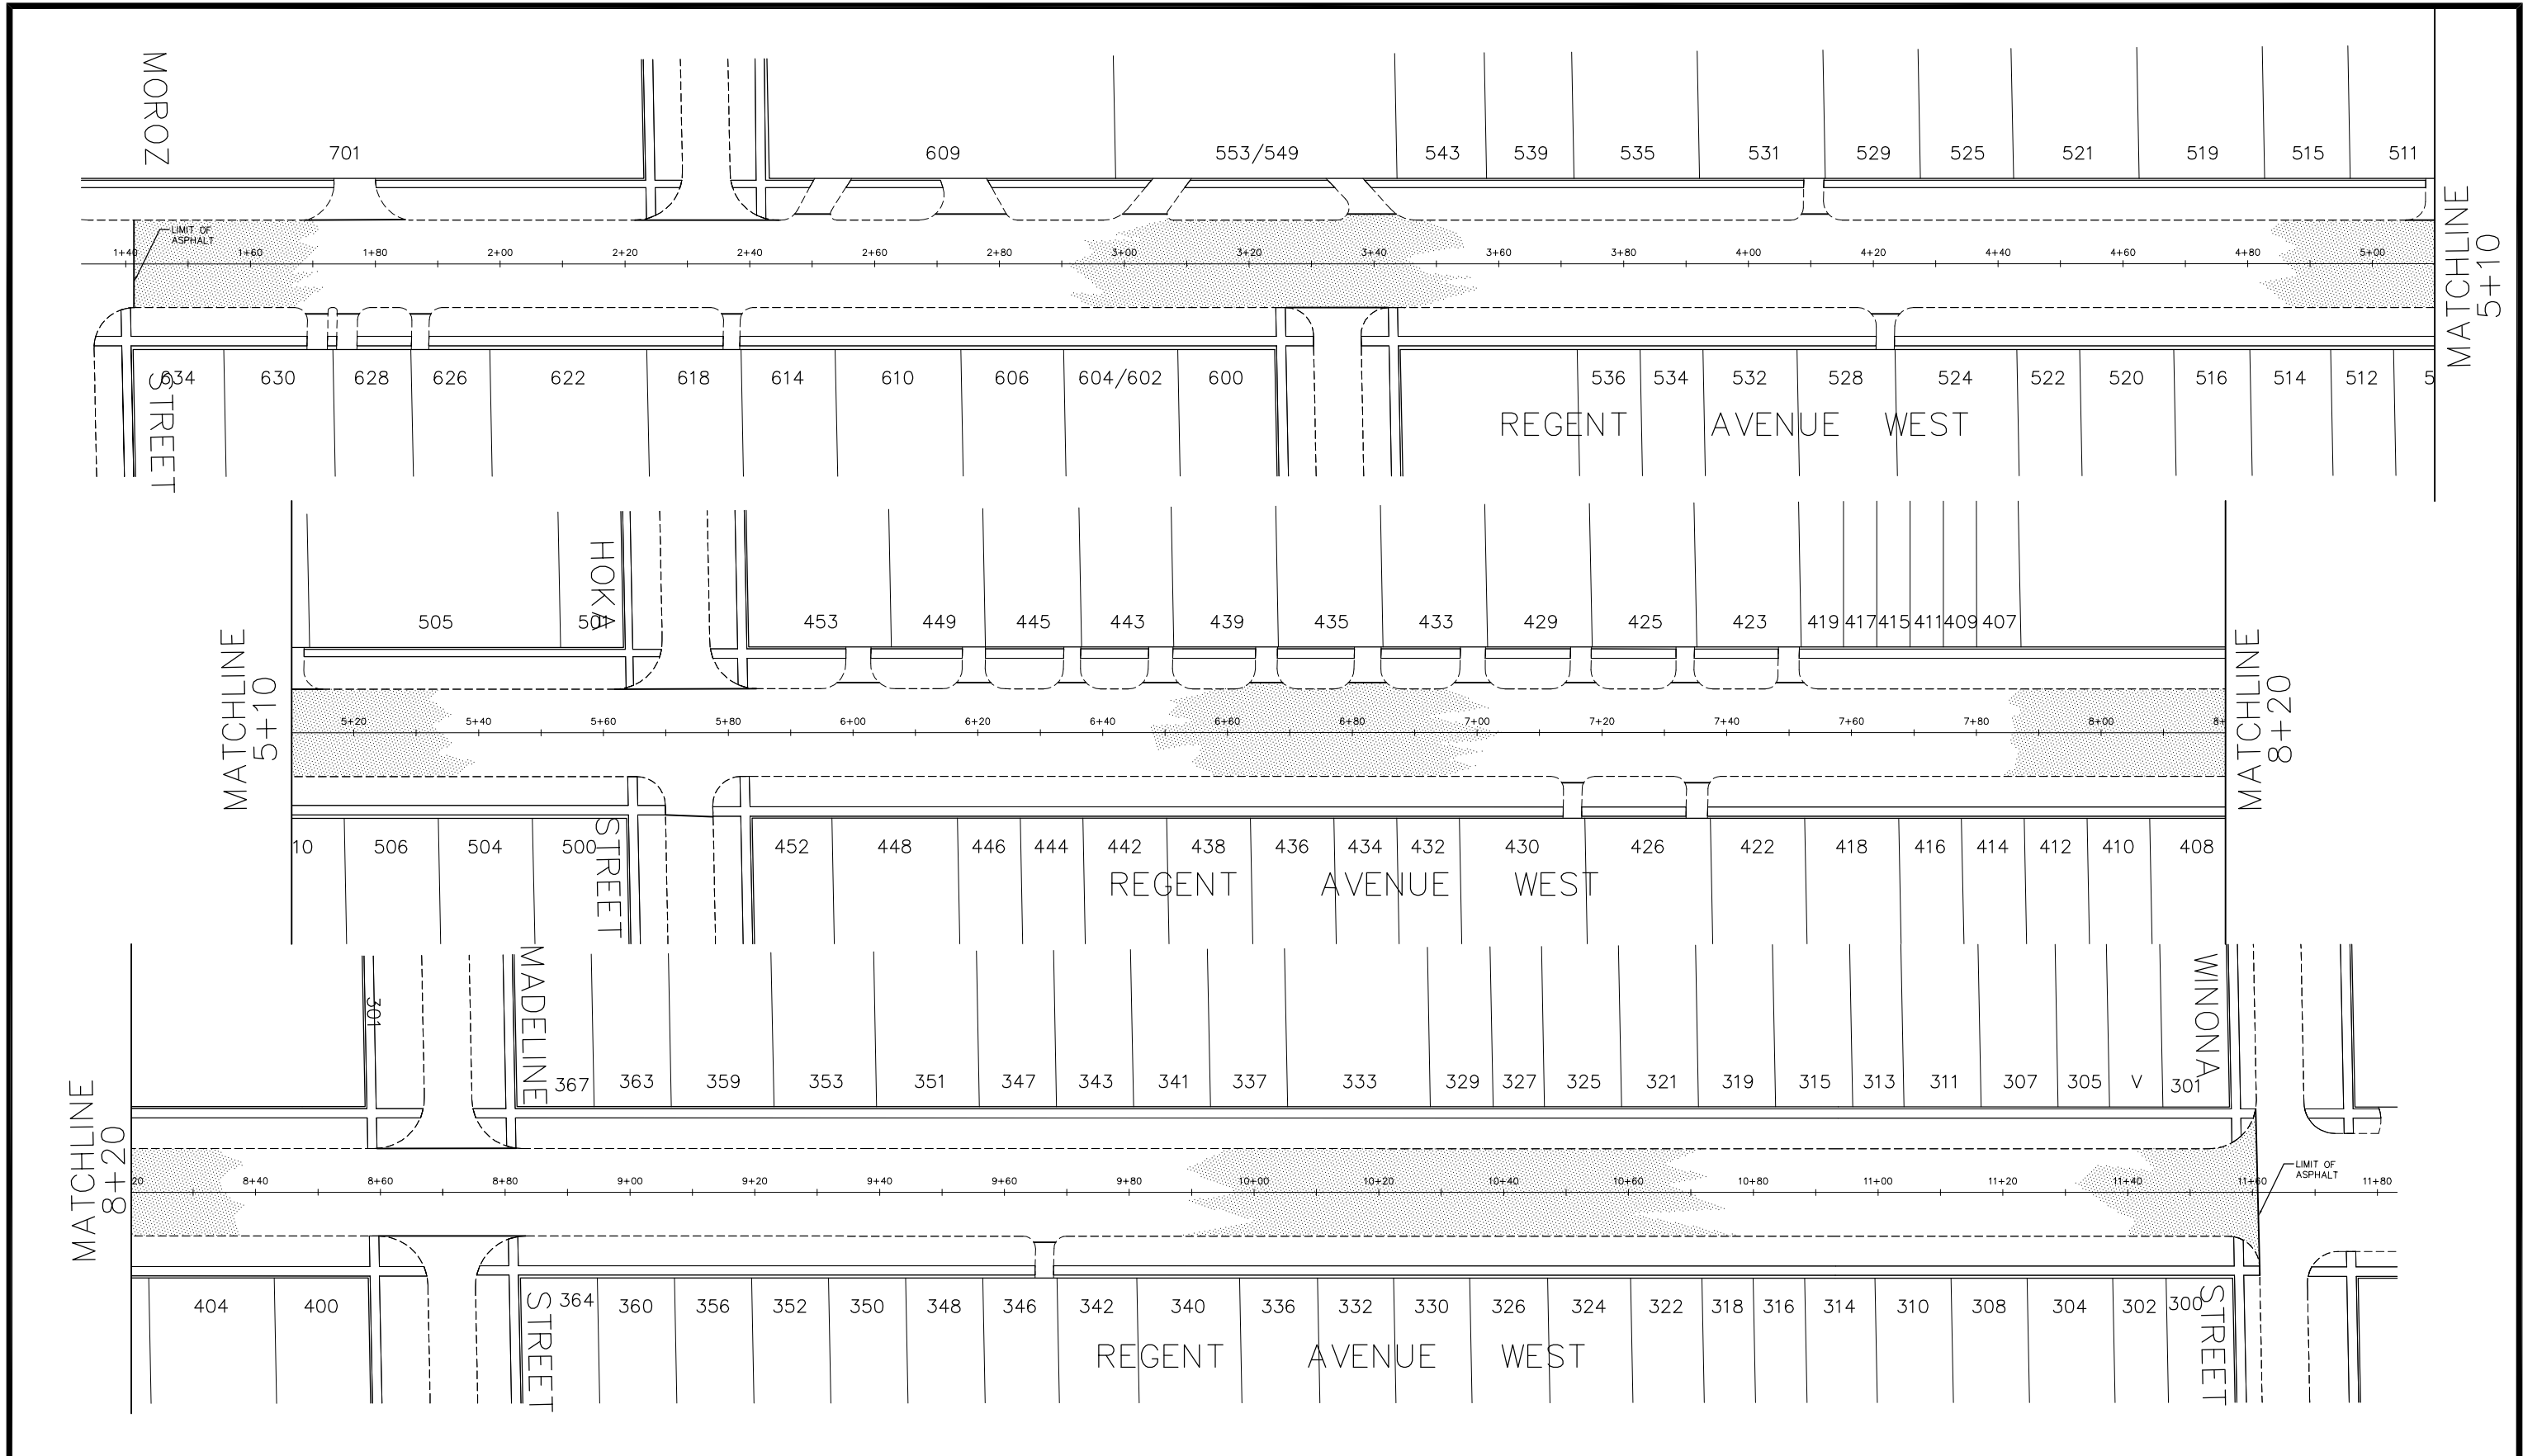 MOROZ
701 609 553/549 543 539 535 531 529 525 521 519 515 511
LIMIT OF
ASPHALT
1+40 1+60 1+80 2+00 2+20 2+40 2+60 2+80 3+00 3+20 3+40 3+60 3+80 4+00 4+20 4+40 4+60 4+80 5+00
MATCHLINE
5+10
634 630 628 626 622 618 614 610 606 604/602 600 536 534 532 528 524 522 520 516 514 512 5
STREET
REGENT AVENUE WEST
HOKA
505 501 453 449 445 443 439 435 433 429 425 423 419 417 415 411 409 407
MATCHLINE
5+10
5+20 5+40 5+60 5+80 6+00 6+20 6+40 6+60 6+80 7+00 7+20 7+40 7+60 7+80 8+00 8+
MATCHLINE
8+20
10 506 504 500 452 448 446 444 442 438 436 434 432 430 426 422 418 416 414 412 410 408
STREET
REGENT AVENUE WEST
301
MADELINE
WINONA
367 363 359 353 351 347 343 341 337 333 329 327 325 321 319 315 313 311 307 305 V 301
MATCHLINE
8+20
LIMIT OF
ASPHALT
20 8+40 8+60 8+80 9+00 9+20 9+40 9+60 9+80 10+00 10+20 10+40 10+60 10+80 11+00 11+20 11+40 11+60 11+80
404 400 364 360 356 352 350 348 346 342 340 336 332 330 326 324 322 318 316 314 310 308 304 302 300
STREET
REGENT AVENUE WEST
STREET